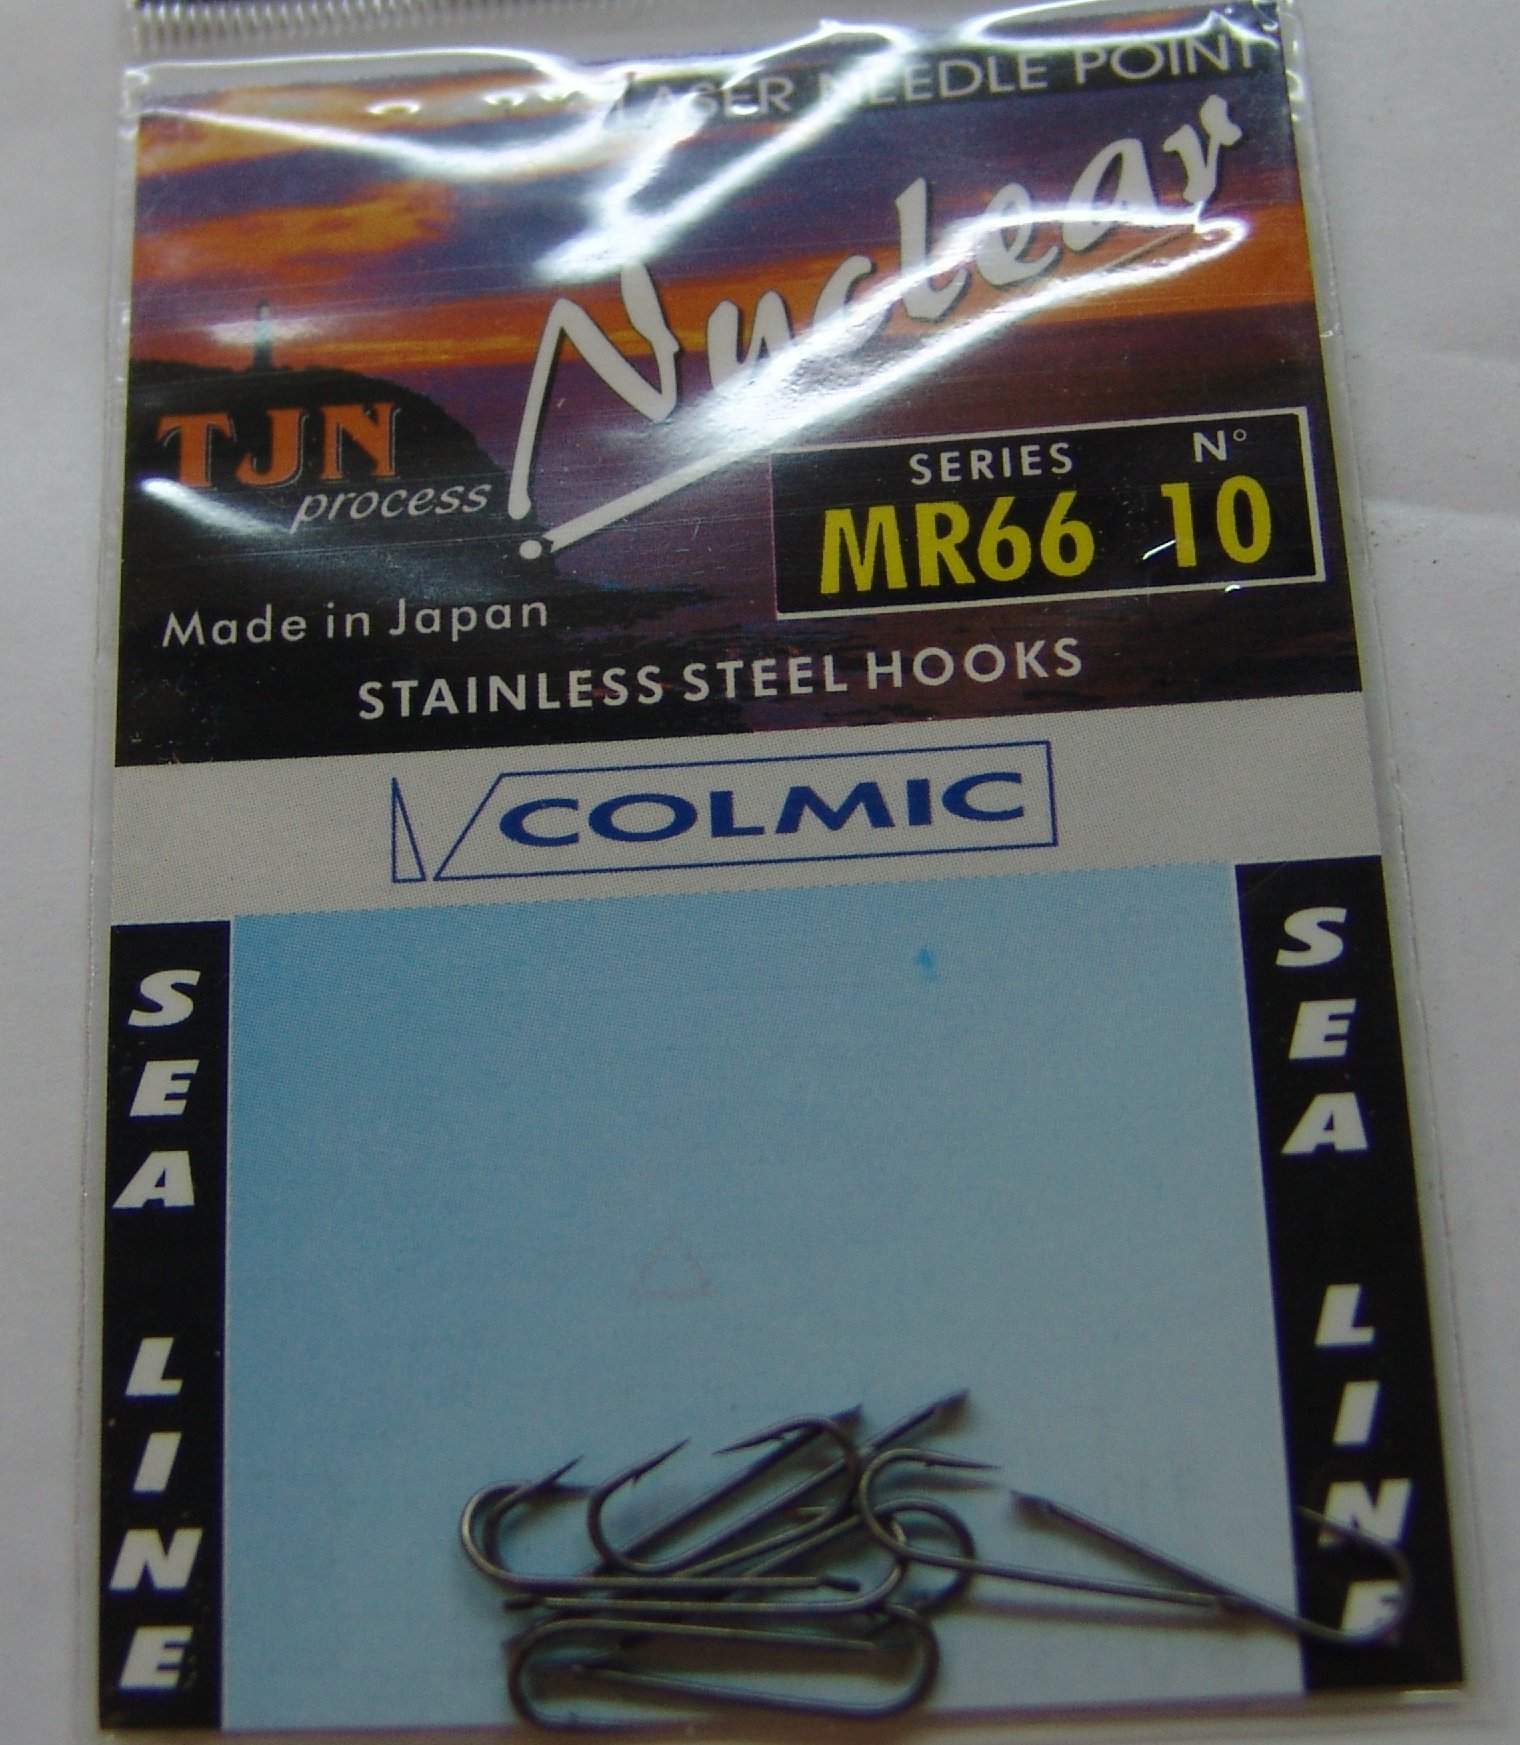 LASER NEEDLE POINT
Nuclear
TJN
process
SERIES N°
MR66 10
Made in Japan
STAINLESS STEEL HOOKS
COLMIC
SEA LINE
SEA LINE